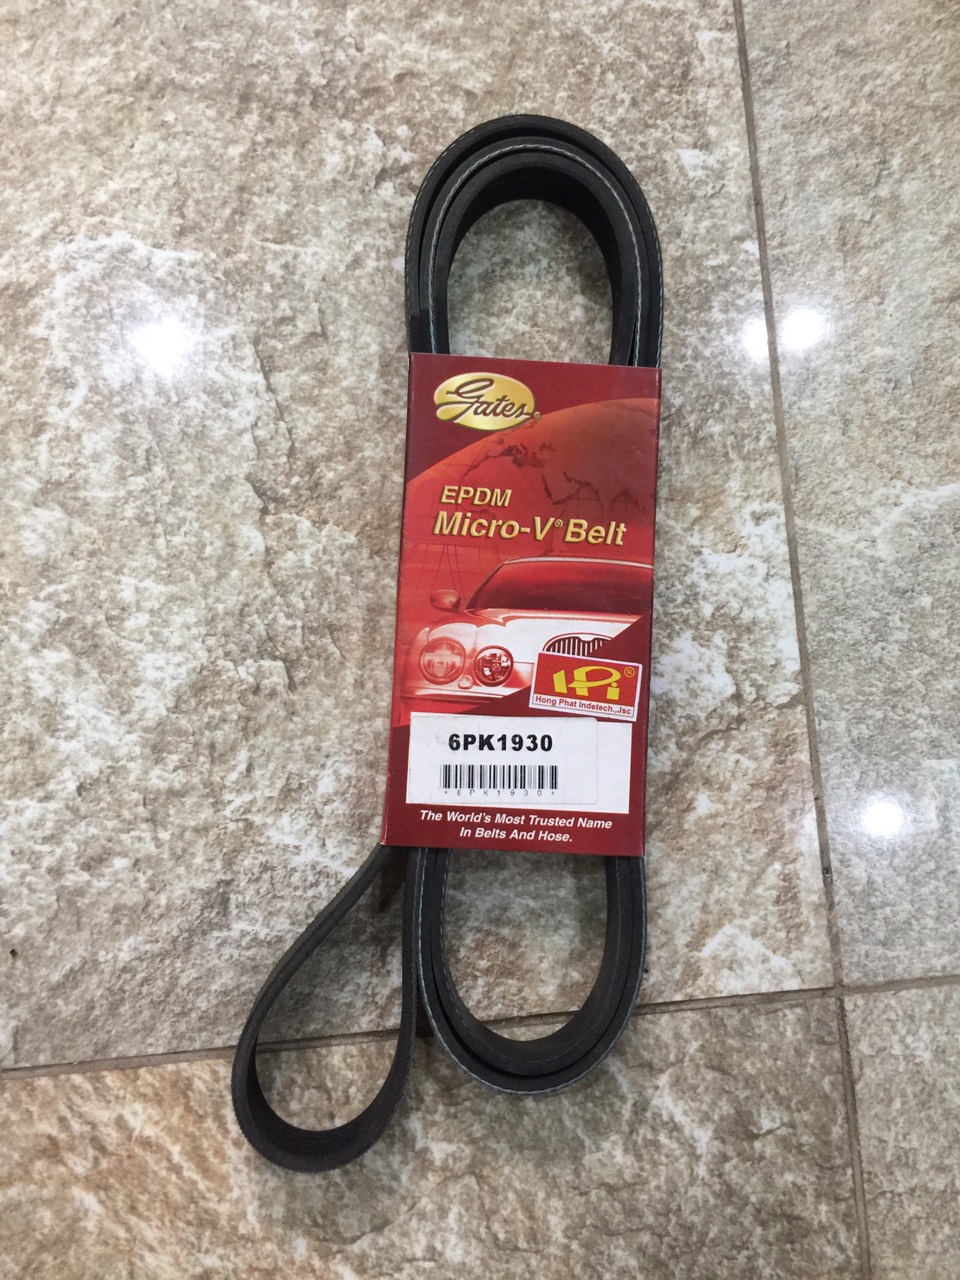 Gates®
EPDM
Micro-V® Belt
HPi®
Hong Phat Indetech.,Jsc
6PK1930
*6PK1930*
The World's Most Trusted Name
In Belts And Hose.